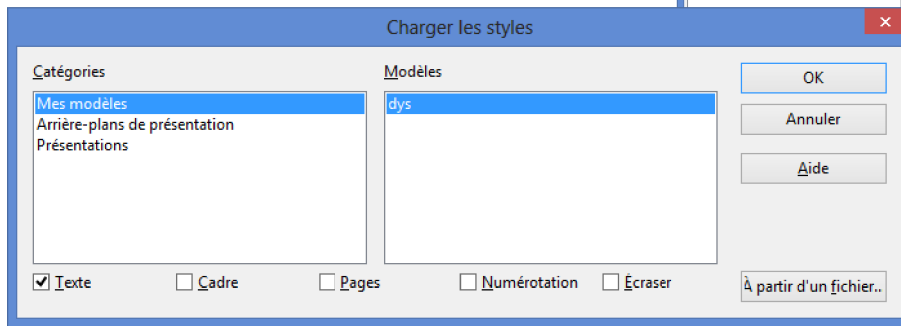 Charger les styles
Catégories
Modèles
Mes modèles
Arrière-plans de présentation
Présentations
dys
OK
Annuler
Aide
Texte
Cadre
Pages
Numérotation
Écraser
À partir d'un fichier..